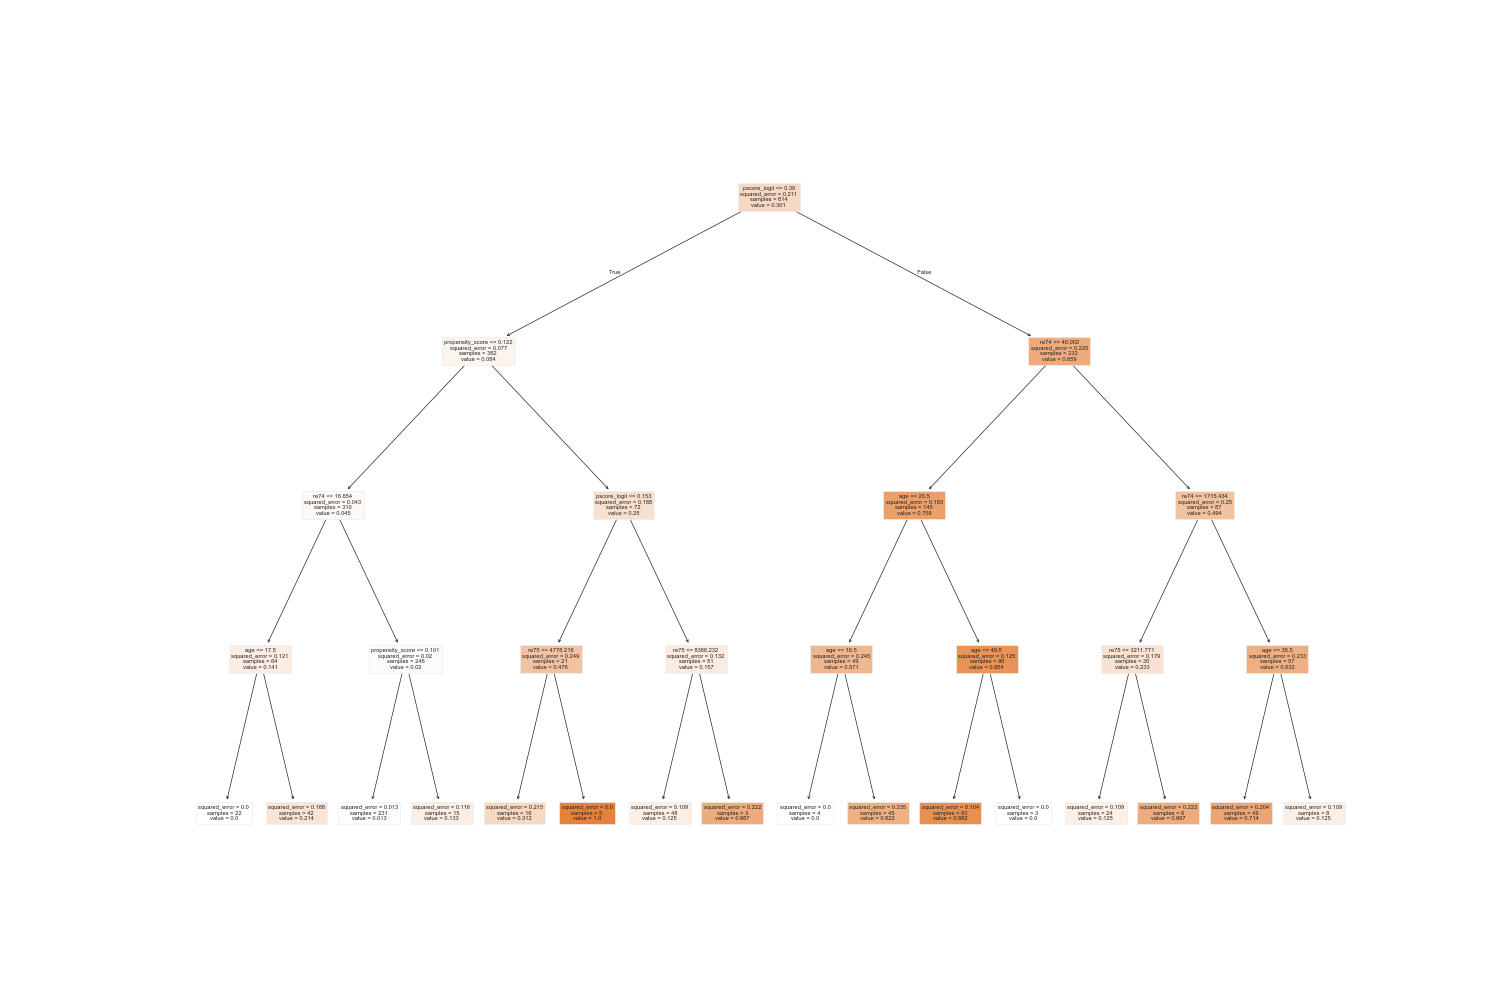 pscore_logit <= 0.39
squared_error = 0.211
samples = 614
value = 0.301
True
False
propensity_score <= 0.122
squared_error = 0.077
samples = 382
value = 0.084
re74 <= 48.002
squared_error = 0.225
samples = 232
value = 0.659
re74 <= 16.654
squared_error = 0.043
samples = 310
value = 0.045
pscore_logit <= 0.153
squared_error = 0.188
samples = 72
value = 0.25
age <= 20.5
squared_error = 0.183
samples = 145
value = 0.759
re74 <= 1715.434
squared_error = 0.25
samples = 87
value = 0.494
age <= 17.5
squared_error = 0.121
samples = 64
value = 0.141
propensity_score <= 0.101
squared_error = 0.02
samples = 246
value = 0.02
re75 <= 4778.216
squared_error = 0.249
samples = 21
value = 0.476
re75 <= 8368.232
squared_error = 0.132
samples = 51
value = 0.157
age <= 16.5
squared_error = 0.245
samples = 49
value = 0.571
age <= 49.5
squared_error = 0.125
samples = 96
value = 0.854
re75 <= 3211.771
squared_error = 0.179
samples = 30
value = 0.233
age <= 35.5
squared_error = 0.233
samples = 57
value = 0.632
squared_error = 0.0
samples = 22
value = 0.0
squared_error = 0.168
samples = 42
value = 0.214
squared_error = 0.013
samples = 231
value = 0.013
squared_error = 0.116
samples = 15
value = 0.133
squared_error = 0.215
samples = 16
value = 0.312
squared_error = 0.0
samples = 5
value = 1.0
squared_error = 0.109
samples = 48
value = 0.125
squared_error = 0.222
samples = 3
value = 0.667
squared_error = 0.0
samples = 4
value = 0.0
squared_error = 0.235
samples = 45
value = 0.622
squared_error = 0.104
samples = 93
value = 0.882
squared_error = 0.0
samples = 3
value = 0.0
squared_error = 0.109
samples = 24
value = 0.125
squared_error = 0.222
samples = 6
value = 0.667
squared_error = 0.204
samples = 49
value = 0.714
squared_error = 0.109
samples = 8
value = 0.125